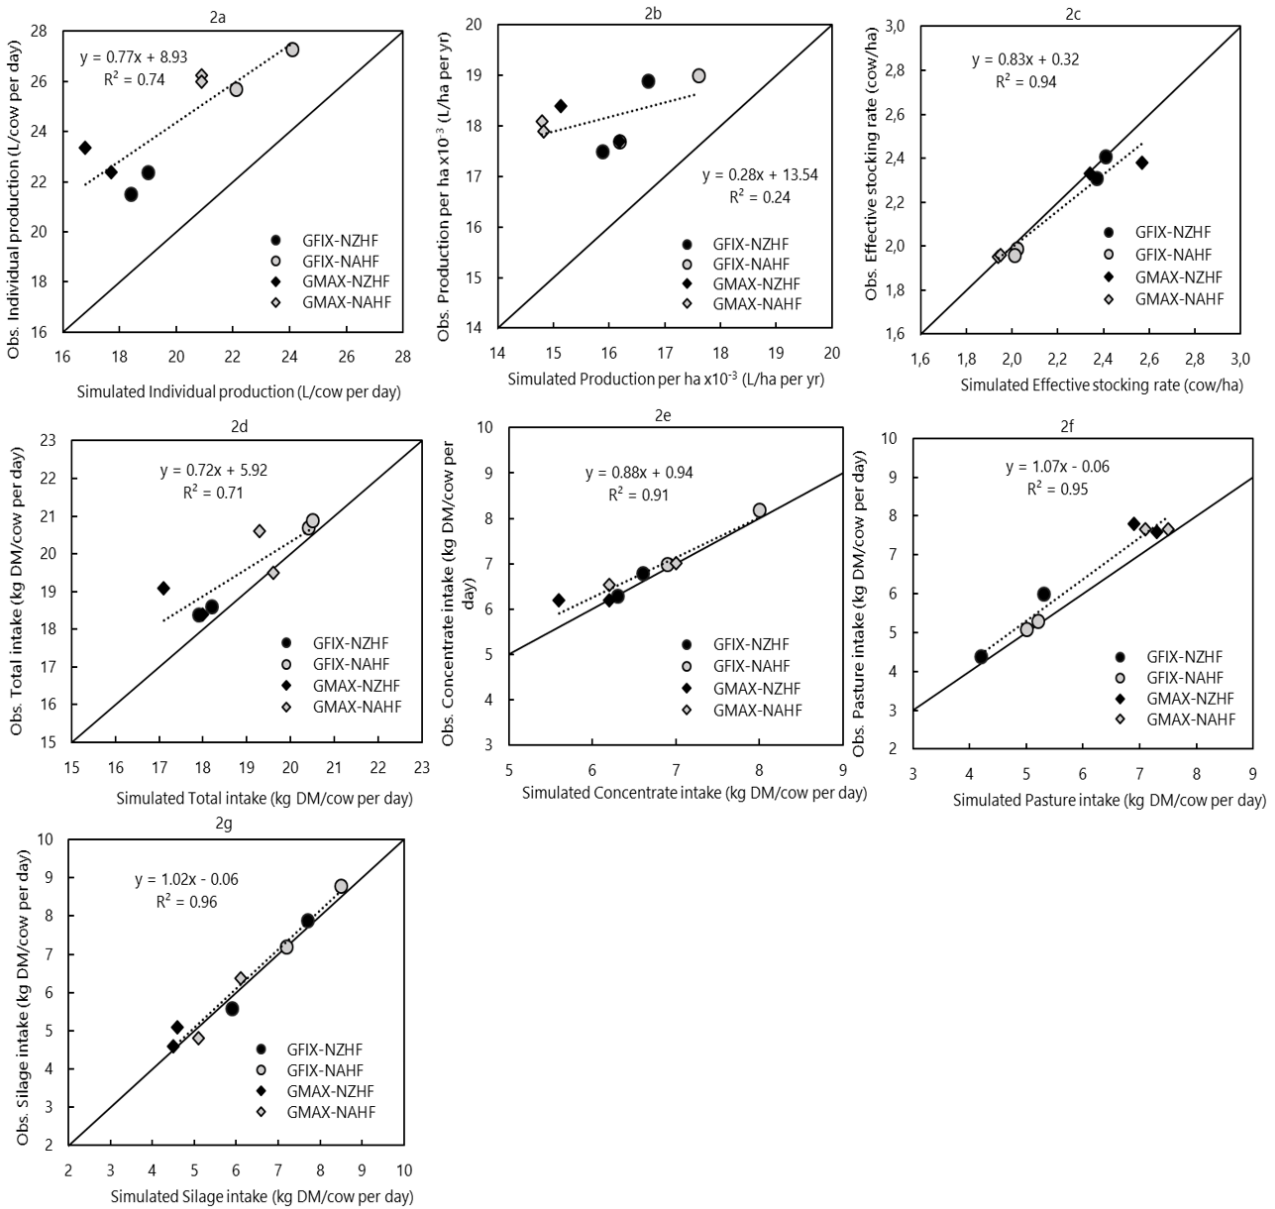 2a
Obs. Individual production (L/cow per day)
28
26
24
22
20
18
16
y = 0.77x + 8.93
R² = 0.74
GFIX-NZHF
GFIX-NAHF
GMAX-NZHF
GMAX-NAHF
16 18 20 22 24 26 28
Simulated Individual production (L/cow per day)
2b
Obs. Production per ha x10⁻³ (L/ha per yr)
20
19
18
17
16
15
14
y = 0.28x + 13.54
R² = 0.24
GFIX-NZHF
GFIX-NAHF
GMAX-NZHF
GMAX-NAHF
14 15 16 17 18 19 20
Simulated Production per ha x10⁻³ (L/ha per yr)
2c
Obs. Effective stocking rate (cow/ha)
3,0
2,8
2,6
2,4
2,2
2,0
1,8
1,6
y = 0.83x + 0.32
R² = 0.94
GFIX-NZHF
GFIX-NAHF
GMAX-NZHF
GMAX-NAHF
1,6 1,8 2,0 2,2 2,4 2,6 2,8 3,0
Simulated Effective stocking rate (cow/ha)
2d
Obs. Total intake (kg DM/cow per day)
23
22
21
20
19
18
17
16
15
y = 0.72x + 5.92
R² = 0.71
GFIX-NZHF
GFIX-NAHF
GMAX-NZHF
GMAX-NAHF
15 16 17 18 19 20 21 22 23
Simulated Total intake (kg DM/cow per day)
2e
Obs. Concentrate intake (kg DM/cow per
day)
10
9
8
7
6
5
4
3
y = 0.88x + 0.94
R² = 0.91
GFIX-NZHF
GFIX-NAHF
GMAX-NZHF
GMAX-NAHF
5 6 7 8 9
Simulated Concentrate intake (kg DM/cow per day)
2f
Obs. Pasture intake (kg DM/cow per day)
10
9
8
7
6
5
4
3
2
y = 1.07x - 0.06
R² = 0.95
GFIX-NZHF
GFIX-NAHF
GMAX-NZHF
GMAX-NAHF
3 4 5 6 7 8 9
Simulated Pasture intake (kg DM/cow per day)
2g
Obs. Silage intake (kg DM/cow per day)
10
9
8
7
6
5
4
3
2
y = 1.02x - 0.06
R² = 0.96
GFIX-NZHF
GFIX-NAHF
GMAX-NZHF
GMAX-NAHF
2 3 4 5 6 7 8 9 10
Simulated Silage intake (kg DM/cow per day)